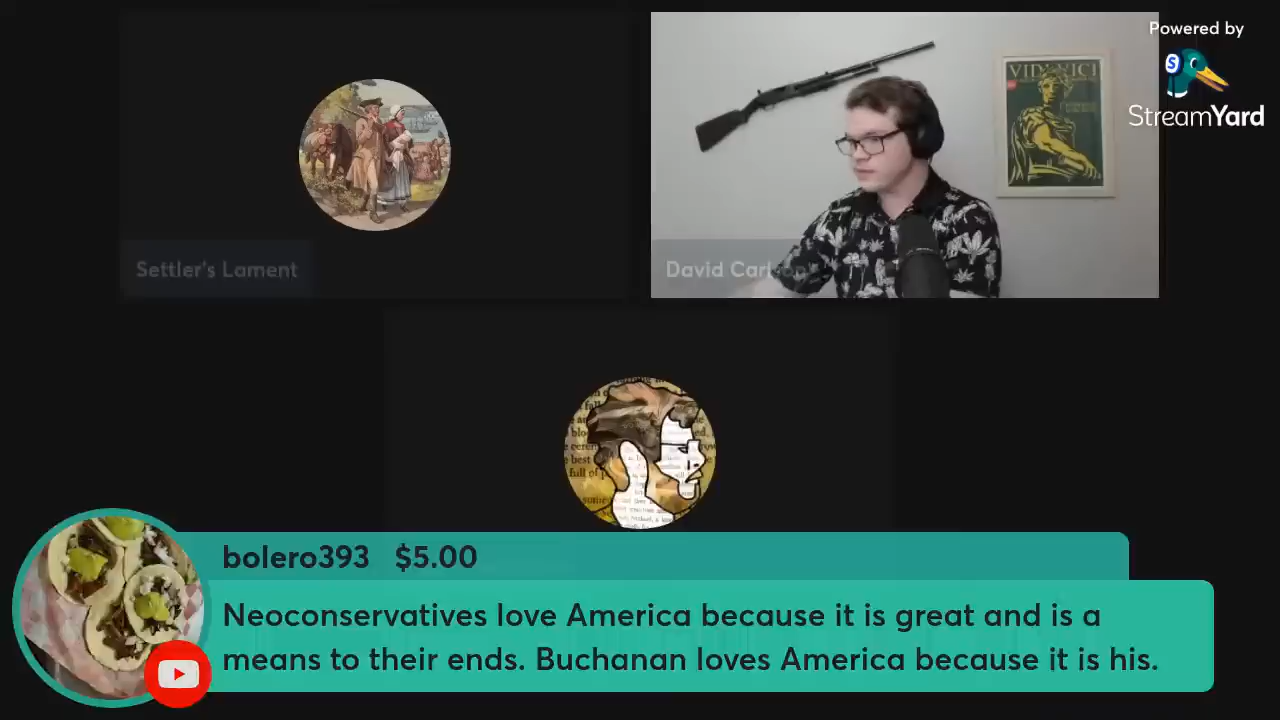 Powered by
StreamYard
VIDI VICI
Settler's Lament
David Carlson
bolero393 $5.00
Neoconservatives love America because it is great and is a
means to their ends. Buchanan loves America because it is his.